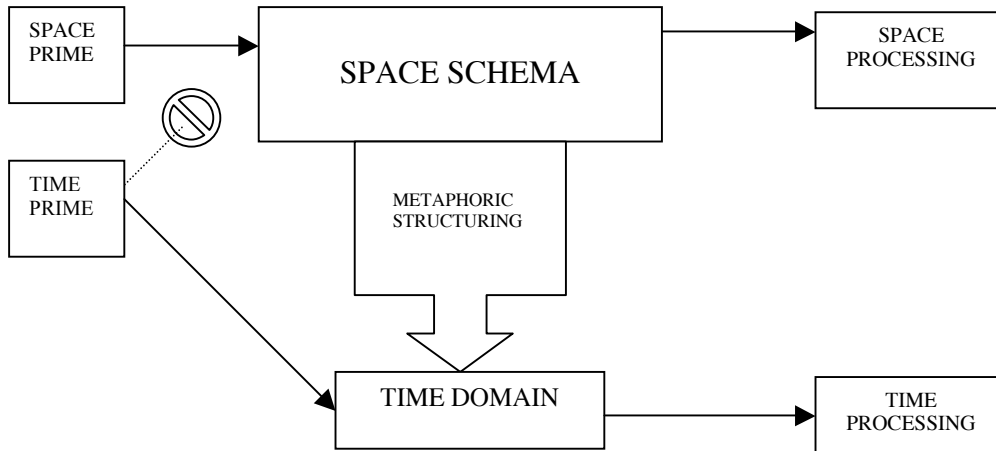 SPACE
PRIME
SPACE SCHEMA
SPACE
PROCESSING
TIME
PRIME
METAPHORIC
STRUCTURING
TIME DOMAIN
TIME
PROCESSING